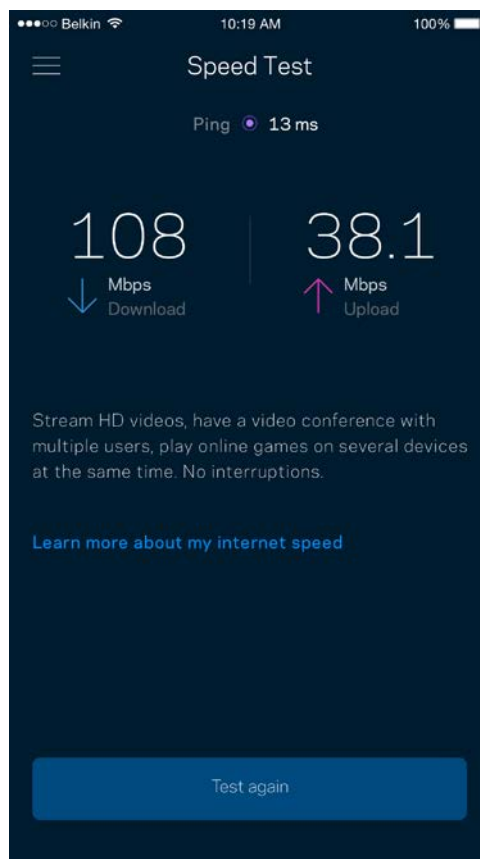 Belkin 10:19 AM 100%
Speed Test
Ping 13 ms
108 38.1
Mbps Mbps
Download Upload
Stream HD videos, have a video conference with
multiple users, play online games on several devices
at the same time. No interruptions.
Learn more about my internet speed
Test again